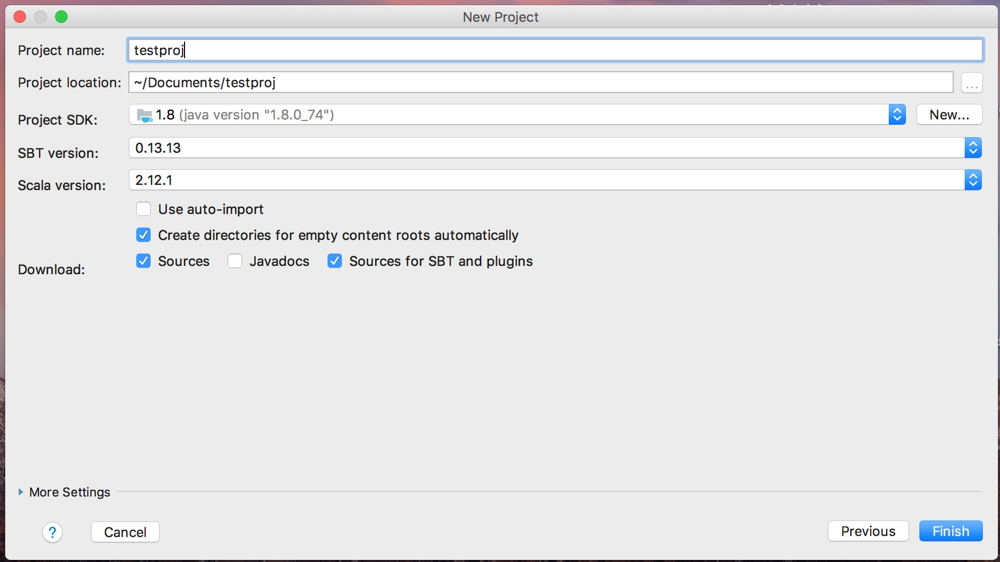 New Project
Project name: testproj
Project location: ~/Documents/testproj ...
Project SDK: 1.8 (java version "1.8.0_74") New...
SBT version: 0.13.13
Scala version: 2.12.1
Use auto-import
Create directories for empty content roots automatically
Download: Sources Javadocs Sources for SBT and plugins
More Settings
? Cancel Previous Finish